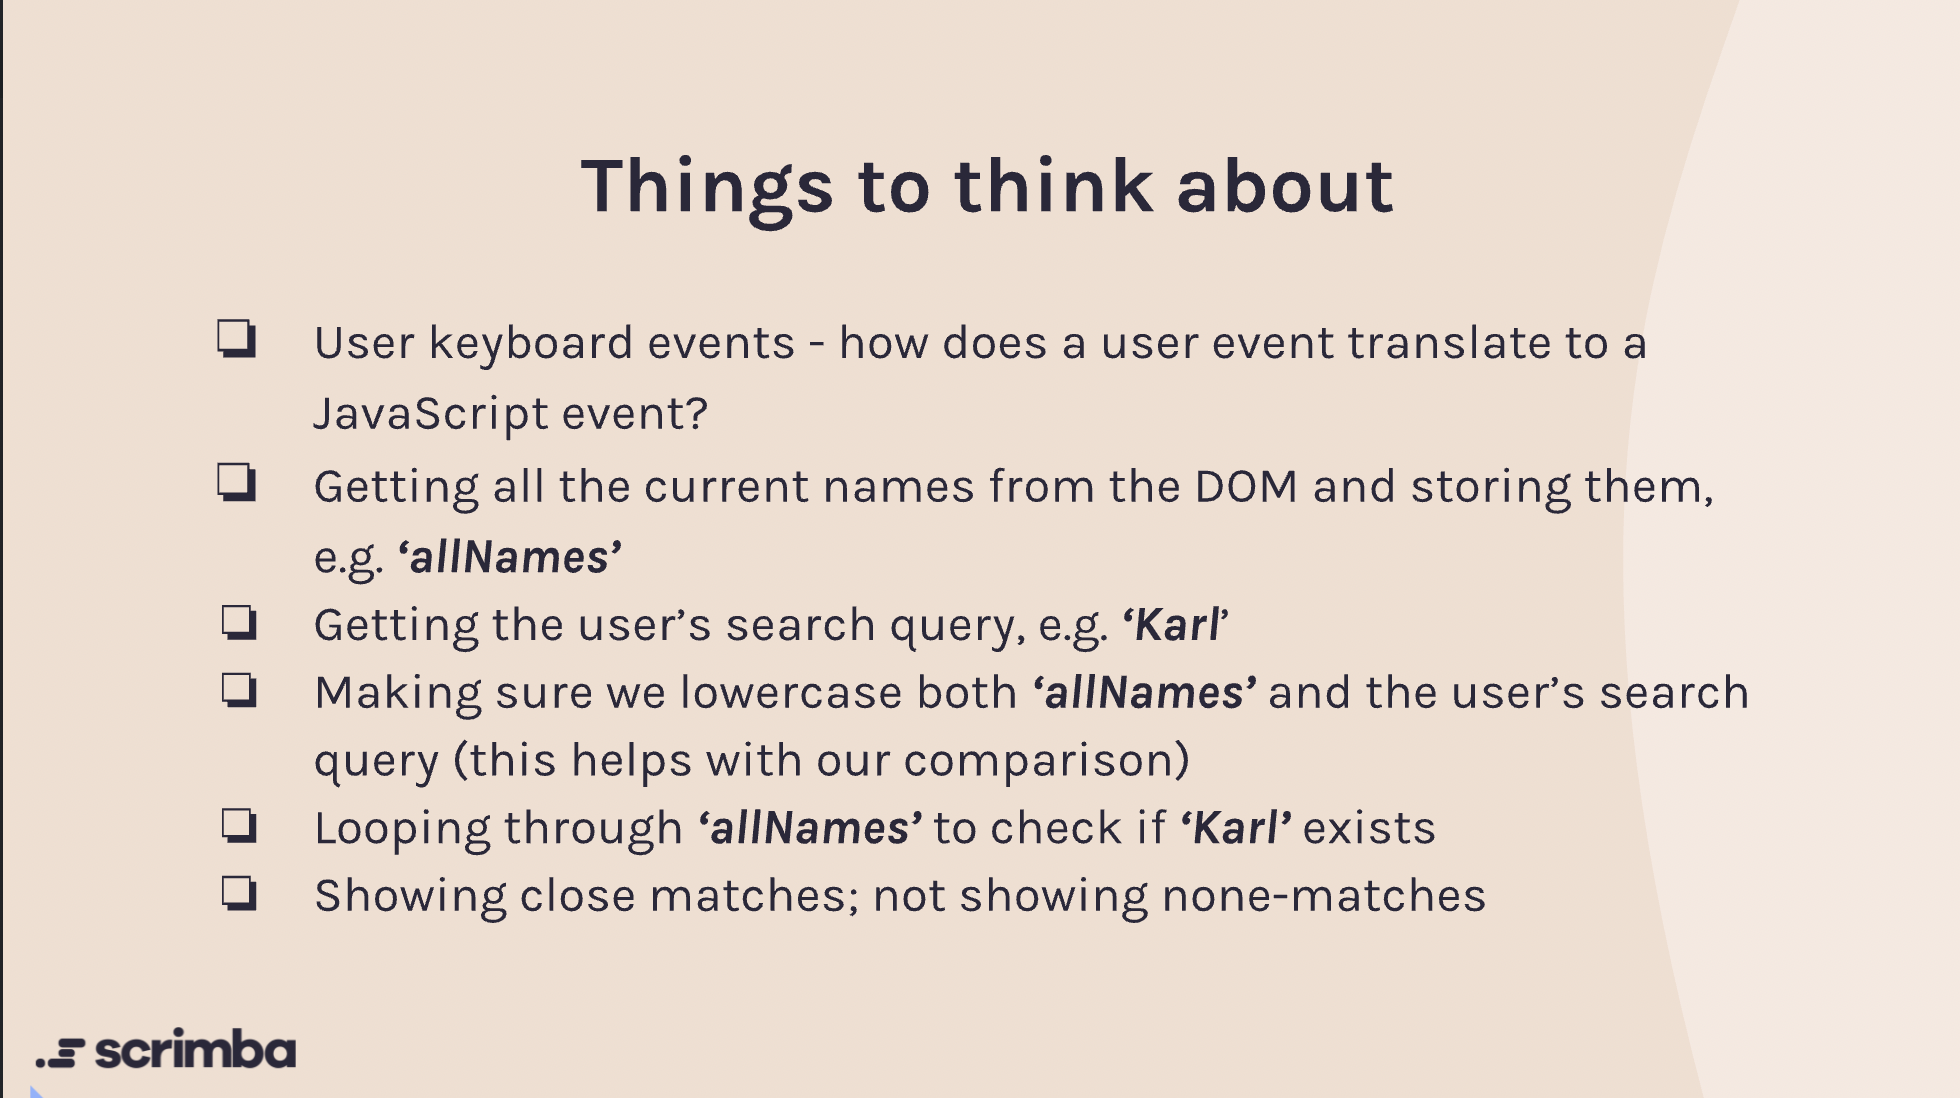 Things to think about
❏ User keyboard events - how does a user event translate to a
JavaScript event?
❏ Getting all the current names from the DOM and storing them,
e.g. ‘allNames’
❏ Getting the user’s search query, e.g. ‘Karl’
❏ Making sure we lowercase both ‘allNames’ and the user’s search
query (this helps with our comparison)
❏ Looping through ‘allNames’ to check if ‘Karl’ exists
❏ Showing close matches; not showing none-matches
scrimba